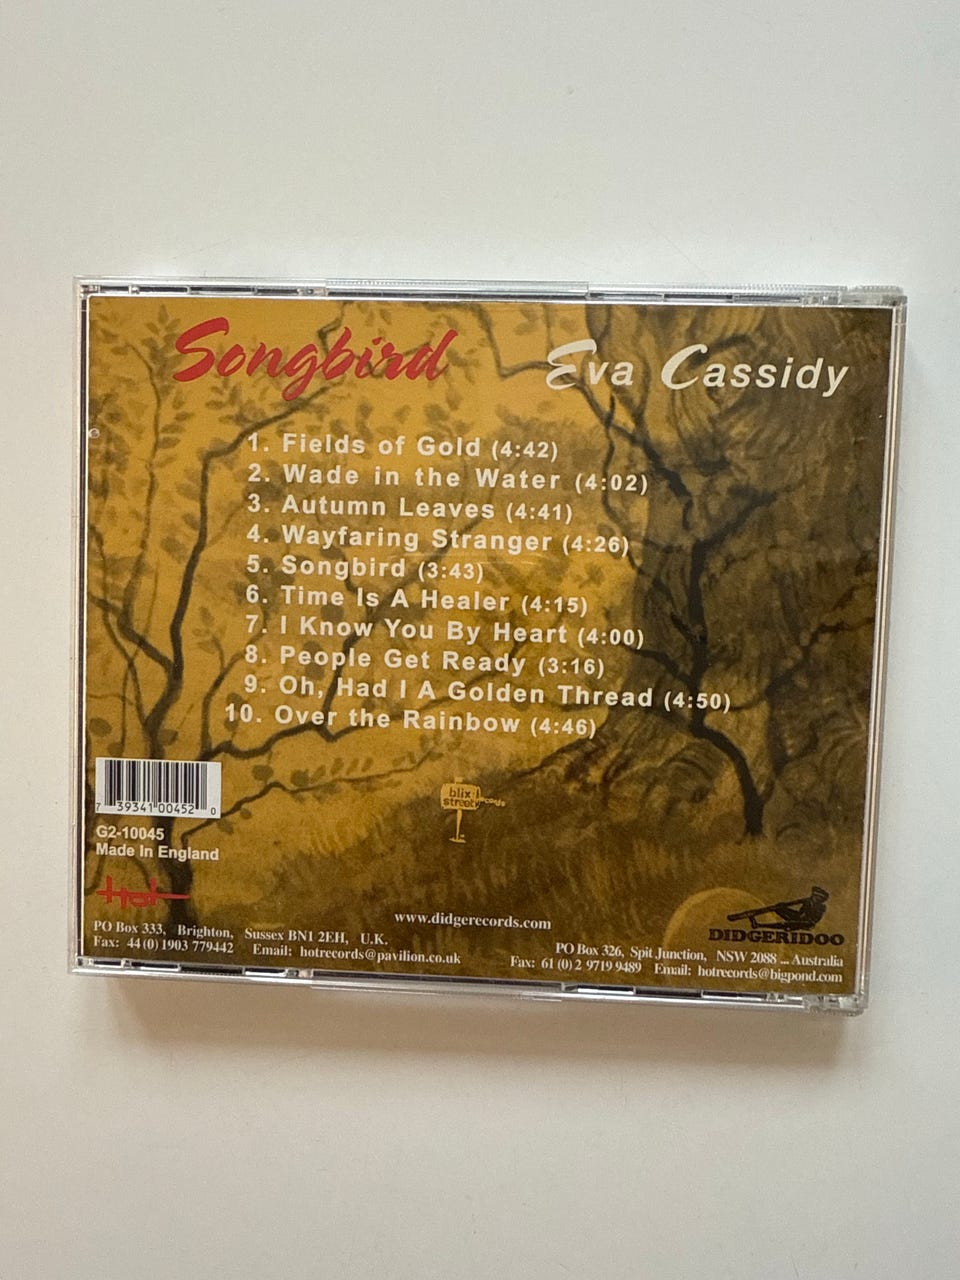 Songbird
Eva Cassidy
1. Fields of Gold (4:42)
2. Wade in the Water (4:02)
3. Autumn Leaves (4:41)
4. Wayfaring Stranger (4:26)
5. Songbird (3:43)
6. Time Is A Healer (4:15)
7. I Know You By Heart (4:00)
8. People Get Ready (3:16)
9. Oh, Had I A Golden Thread (4:50)
10. Over the Rainbow (4:46)
7 39341 00452 0
G2-10045
Made In England
blix
street records
Hot
PO Box 333, Brighton, Sussex BN1 2EH, U.K.
Fax: 44 (0) 1903 779442 Email: hotrecords@pavilion.co.uk
www.didgerecords.com
DIDGERIDOO
PO Box 326, Spit Junction, NSW 2088 ... Australia
Fax: 61 (0) 2 9719 9489 Email: hotrecords@bigpond.com